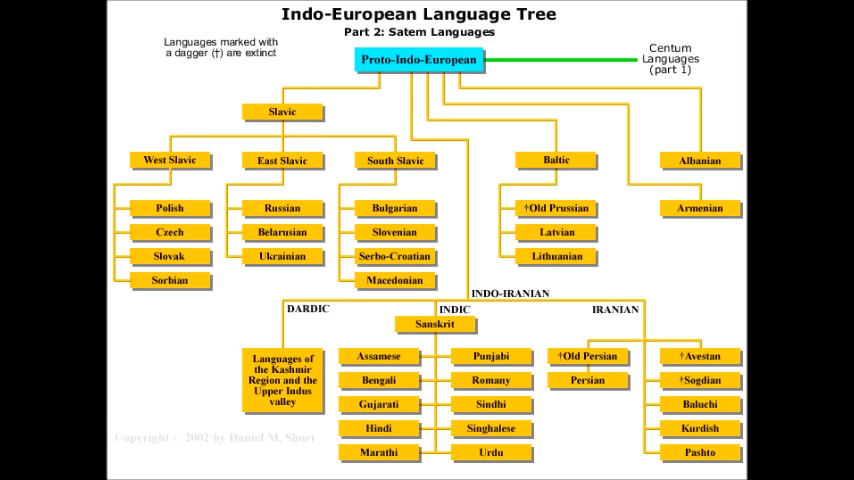 Indo-European Language Tree
Part 2: Satem Languages
Languages marked with
a dagger (†) are extinct
Proto-Indo-European
Centum
Languages
(part 1)
Slavic
West Slavic
East Slavic
South Slavic
Baltic
Albanian
Polish
Russian
Bulgarian
†Old Prussian
Armenian
Czech
Belarusian
Slovenian
Latvian
Slovak
Ukrainian
Serbo-Croatian
Lithuanian
Sorbian
Macedonian
INDO-IRANIAN
DARDIC
INDIC
IRANIAN
Sanskrit
Languages of
the Kashmir
Region and the
Upper Indus
valley
Assamese
Punjabi
†Old Persian
†Avestan
Bengali
Romany
Persian
†Sogdian
Gujarati
Sindhi
Baluchi
Hindi
Singhalese
Kurdish
Marathi
Urdu
Pashto
Copyright © 2002 by Daniel M. Short